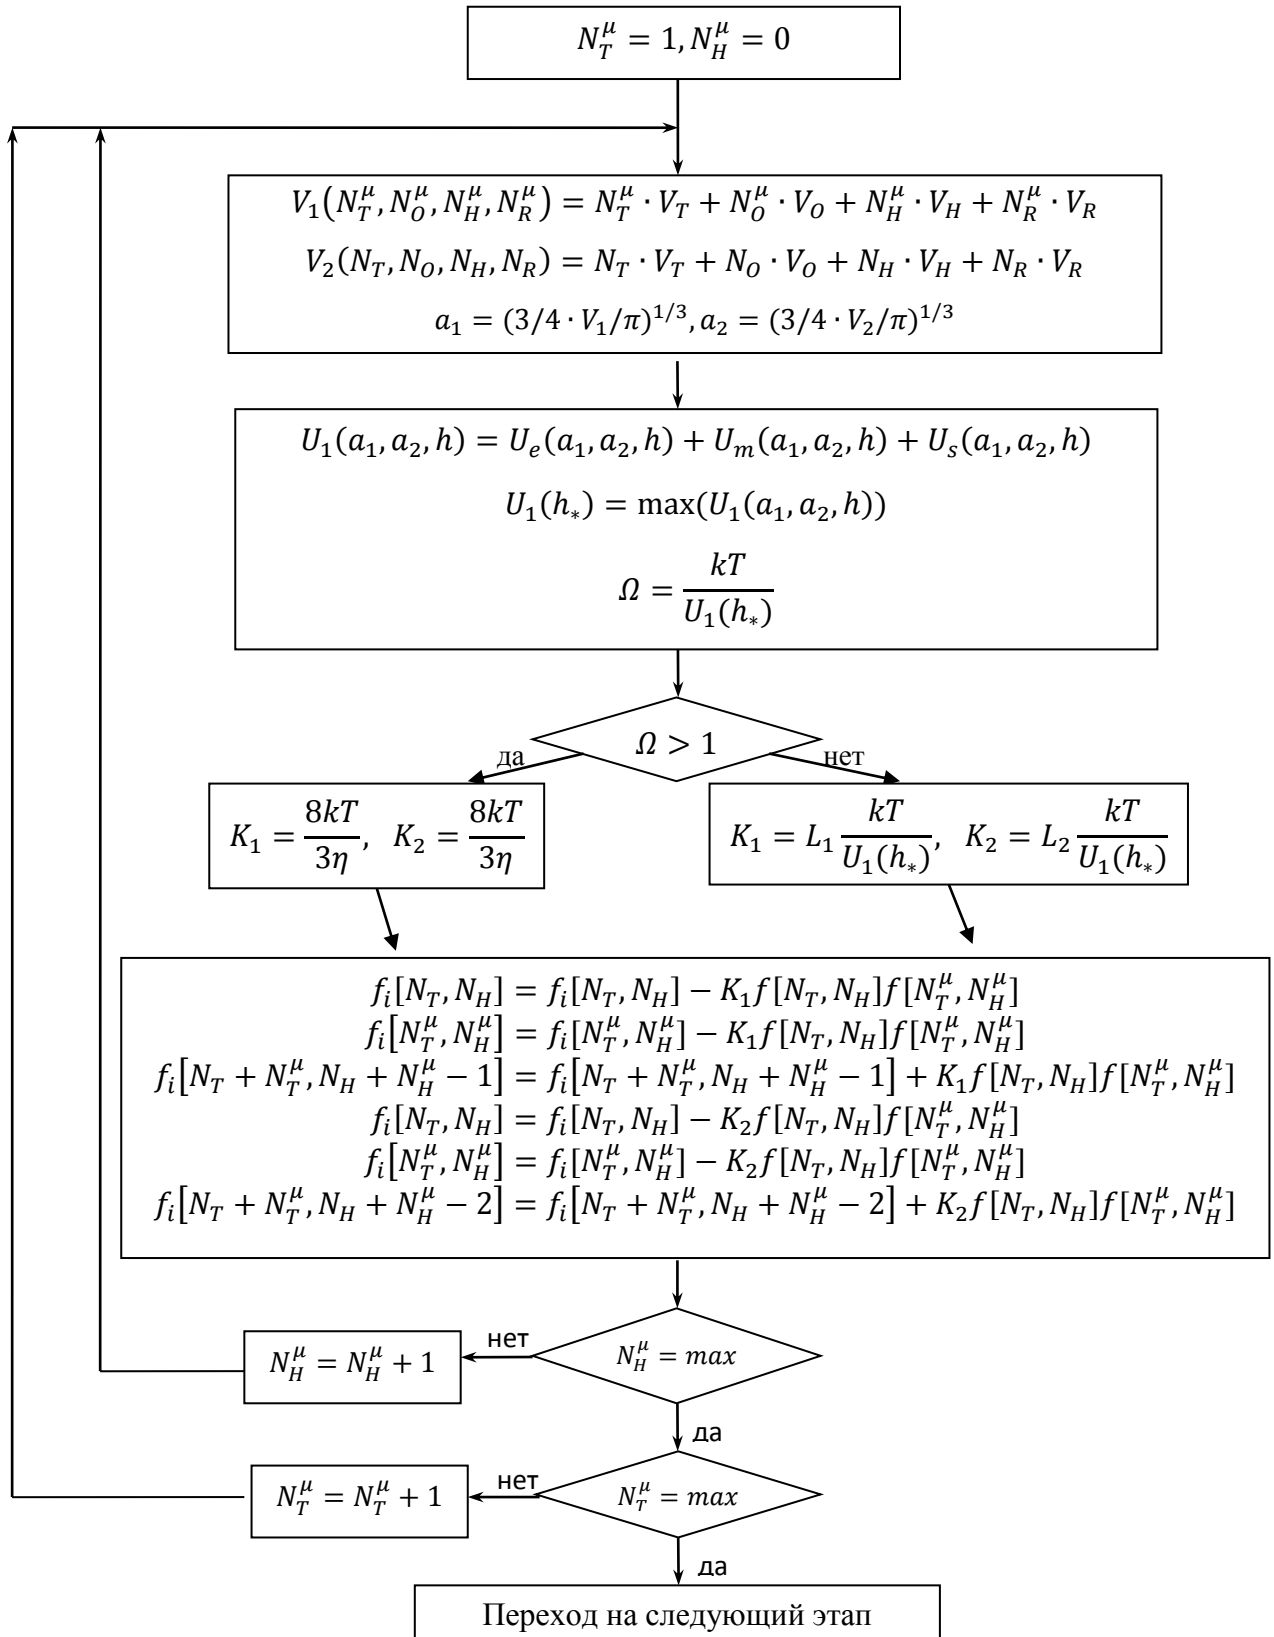 N_T^μ = 1, N_H^μ = 0
V_1(N_T^μ, N_O^μ, N_H^μ, N_R^μ) = N_T^μ · V_T + N_O^μ · V_O + N_H^μ · V_H + N_R^μ · V_R
V_2(N_T, N_O, N_H, N_R) = N_T · V_T + N_O · V_O + N_H · V_H + N_R · V_R
a_1 = (3/4 · V_1/π)^{1/3}, a_2 = (3/4 · V_2/π)^{1/3}
U_1(a_1, a_2, h) = U_e(a_1, a_2, h) + U_m(a_1, a_2, h) + U_s(a_1, a_2, h)
U_1(h_*) = max(U_1(a_1, a_2, h))
Ω = \frac{kT}{U_1(h_*)}
Ω > 1
да
нет
K_1 = \frac{8kT}{3η}, K_2 = \frac{8kT}{3η}
K_1 = L_1 \frac{kT}{U_1(h_*)}, K_2 = L_2 \frac{kT}{U_1(h_*)}
f_i[N_T, N_H] = f_i[N_T, N_H] − K_1 f[N_T, N_H] f[N_T^μ, N_H^μ]
f_i[N_T^μ, N_H^μ] = f_i[N_T^μ, N_H^μ] − K_1 f[N_T, N_H] f[N_T^μ, N_H^μ]
f_i[N_T + N_T^μ, N_H + N_H^μ − 1] = f_i[N_T + N_T^μ, N_H + N_H^μ − 1] + K_1 f[N_T, N_H] f[N_T^μ, N_H^μ]
f_i[N_T, N_H] = f_i[N_T, N_H] − K_2 f[N_T, N_H] f[N_T^μ, N_H^μ]
f_i[N_T^μ, N_H^μ] = f_i[N_T^μ, N_H^μ] − K_2 f[N_T, N_H] f[N_T^μ, N_H^μ]
f_i[N_T + N_T^μ, N_H + N_H^μ − 2] = f_i[N_T + N_T^μ, N_H + N_H^μ − 2] + K_2 f[N_T, N_H] f[N_T^μ, N_H^μ]
N_H^μ = N_H^μ + 1
нет
N_H^μ = max
да
N_T^μ = N_T^μ + 1
нет
N_T^μ = max
да
Переход на следующий этап